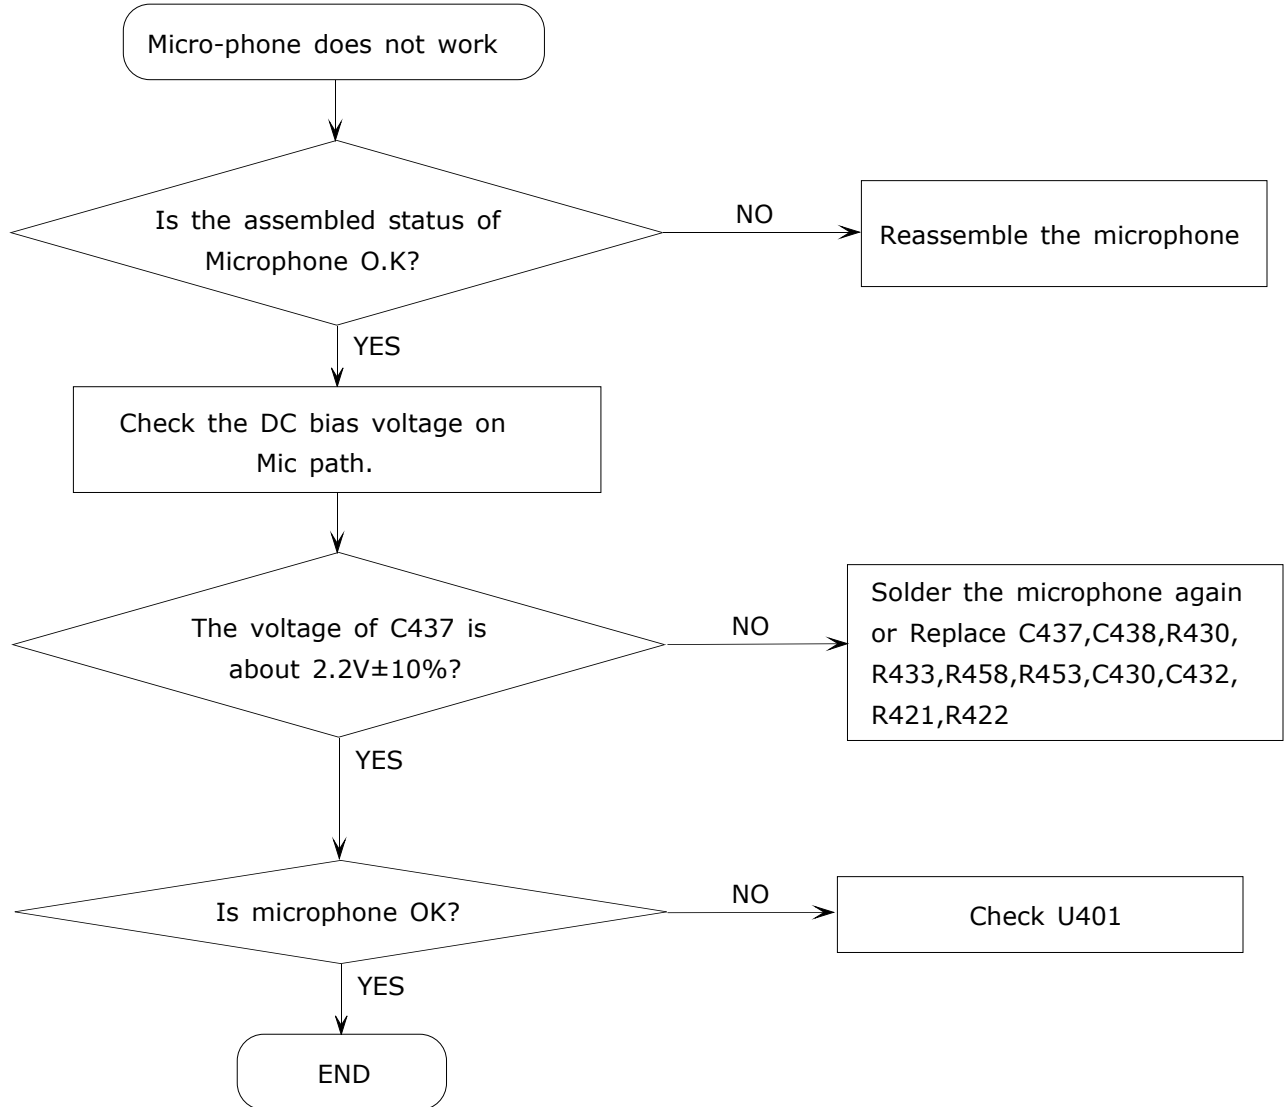 Micro-phone does not work
Is the assembled status of
Microphone O.K?
NO
Reassemble the microphone
YES
Check the DC bias voltage on
Mic path.
The voltage of C437 is
about 2.2V±10%?
NO
Solder the microphone again
or Replace C437,C438,R430,
R433,R458,R453,C430,C432,
R421,R422
YES
Is microphone OK?
NO
Check U401
YES
END